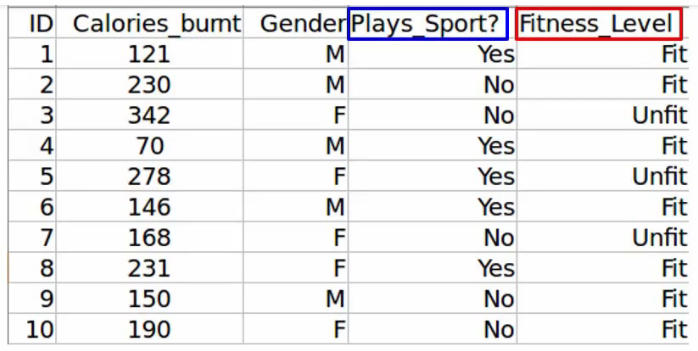 ID Calories_burnt Gender Plays_Sport? Fitness_Level
1 121 M Yes Fit
2 230 M No Fit
3 342 F No Unfit
4 70 M Yes Fit
5 278 F Yes Unfit
6 146 M Yes Fit
7 168 F No Unfit
8 231 F Yes Fit
9 150 M No Fit
10 190 F No Fit